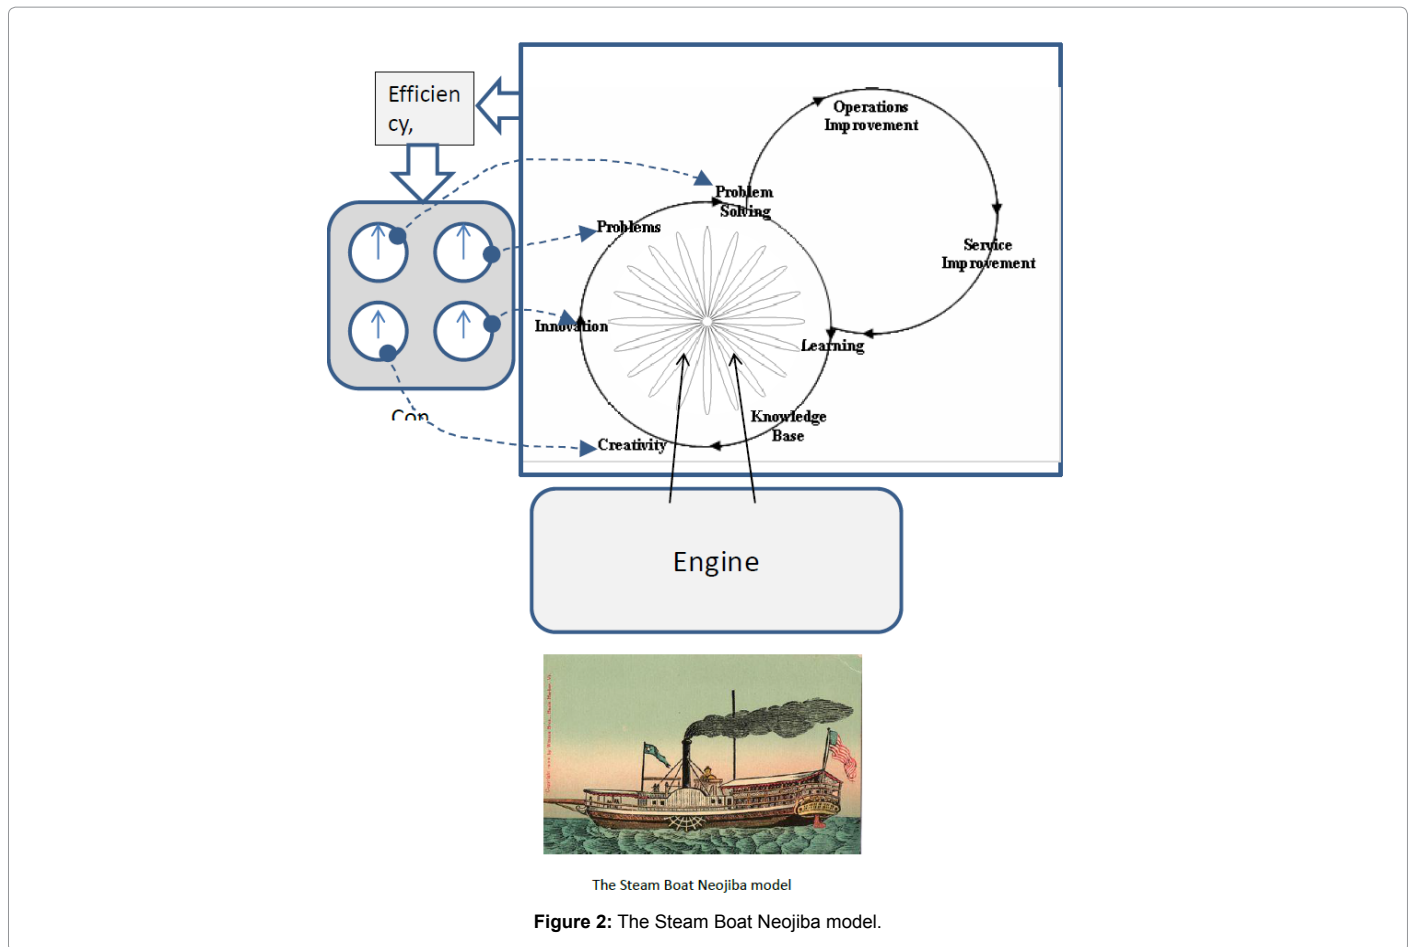 Efficien
cy,
Operations
Improvement
Problem
Solving
Problems
Service
Improvement
Innovation
Learning
Con
Knowledge
Base
Creativity
Engine
The Steam Boat Neojiba model
Figure 2: The Steam Boat Neojiba model.